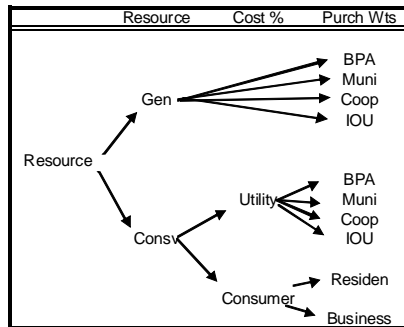 Resource Cost % Purch Wts
BPA
Muni
Gen
Coop
IOU
Resource
BPA
Utility
Muni
Coop
Consv
IOU
Residen
Consumer
Business